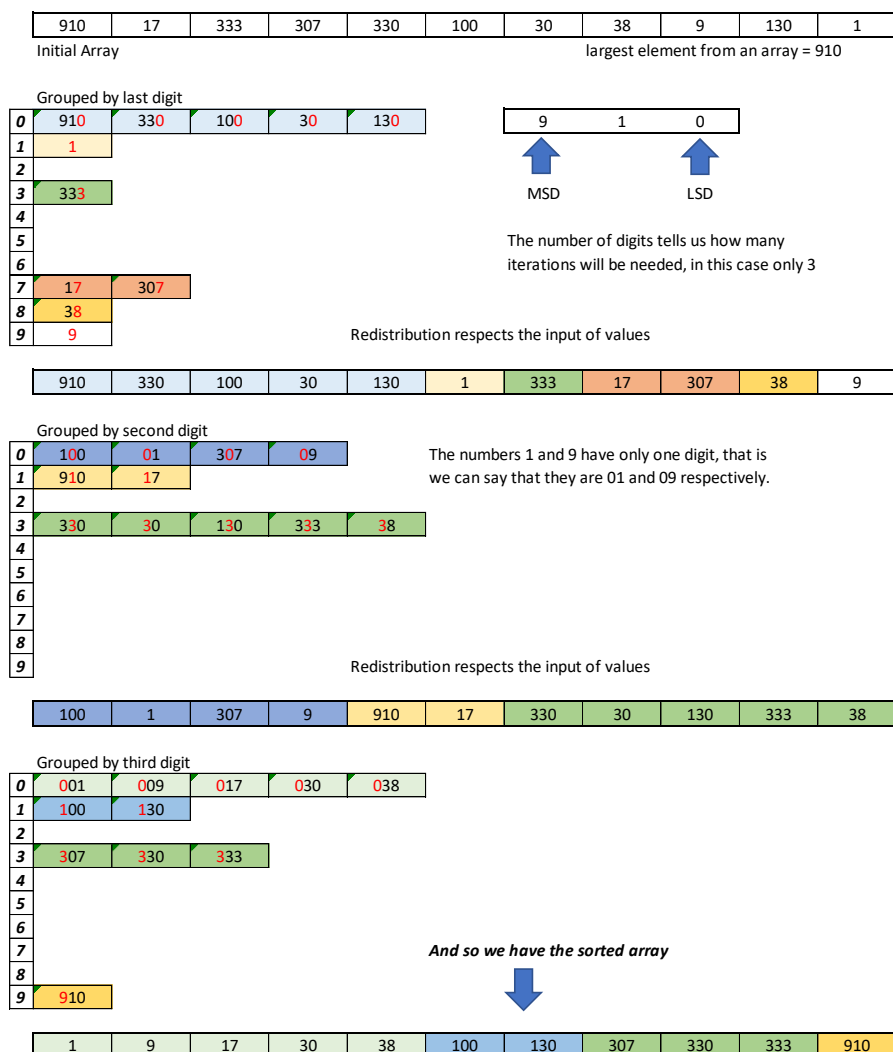 910 17 333 307 330 100 30 38 9 130 1
Initial Array largest element from an array = 910
Grouped by last digit
0 910 330 100 30 130 9 1 0
1 1
2 MSD LSD
3 333
4
5 The number of digits tells us how many
6 iterations will be needed, in this case only 3
7 17 307
8 38
9 9 Redistribution respects the input of values
910 330 100 30 130 1 333 17 307 38 9
Grouped by second digit
0 100 01 307 09 The numbers 1 and 9 have only one digit, that is
1 910 17 we can say that they are 01 and 09 respectively.
2
3 330 30 130 333 38
4
5
6
7
8
9 Redistribution respects the input of values
100 1 307 9 910 17 330 30 130 333 38
Grouped by third digit
0 001 009 017 030 038
1 100 130
2
3 307 330 333
4
5
6
7 And so we have the sorted array
8
9 910
1 9 17 30 38 100 130 307 330 333 910